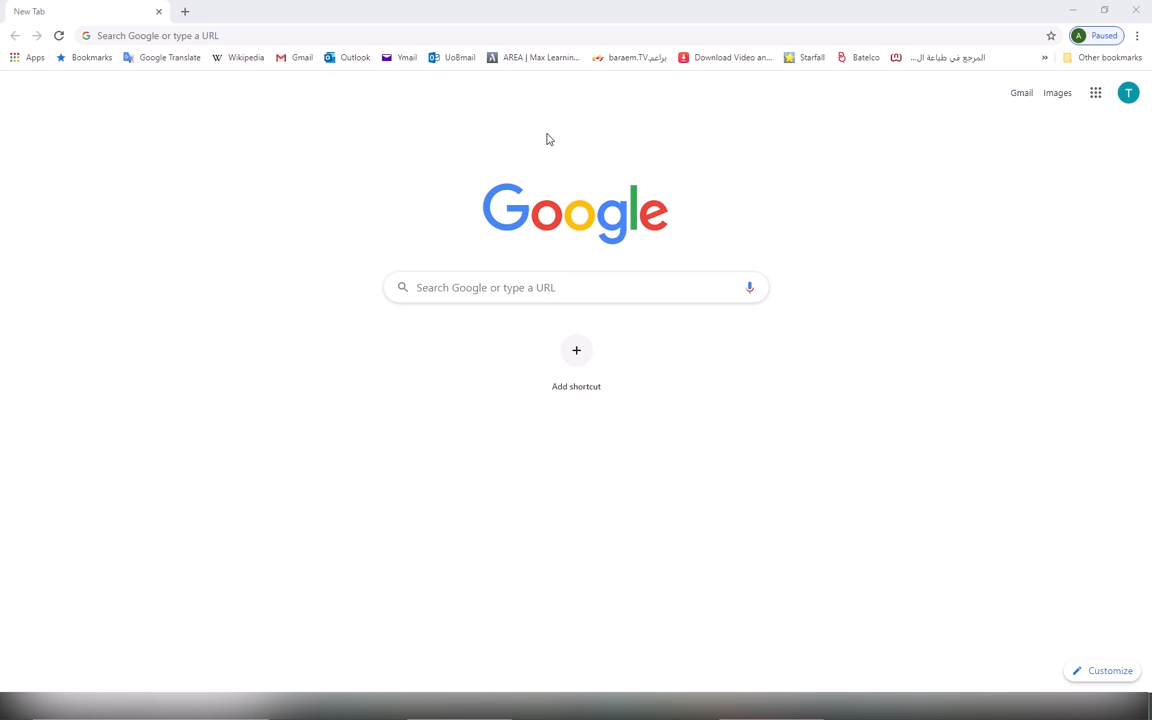 New Tab
Search Google or type a URL
A Paused
Apps Bookmarks Google Translate Wikipedia Gmail Outlook Ymail UoBmail AREA | Max Learnin... baraem.TV,براعم Download Video an... Starfall Batelco المرجع في طباعة ال... » Other bookmarks
Gmail Images T
Google
Search Google or type a URL
Add shortcut
Customize